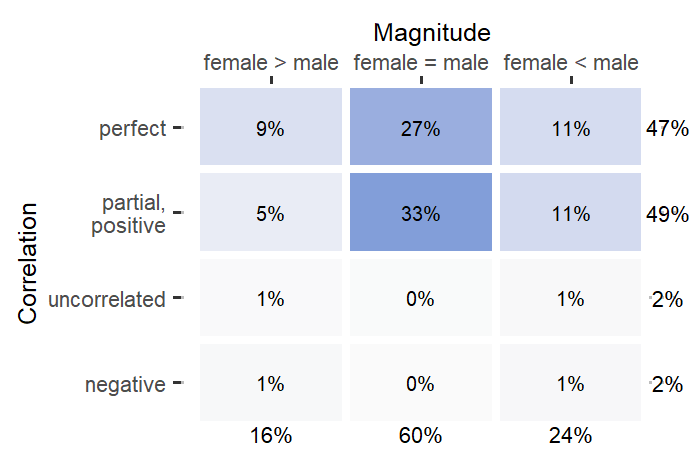 Magnitude
female > male female = male female < male
perfect 9% 27% 11% 47%
partial,
positive 5% 33% 11% 49%
uncorrelated 1% 0% 1% 2%
negative 1% 0% 1% 2%
16% 60% 24%
Correlation